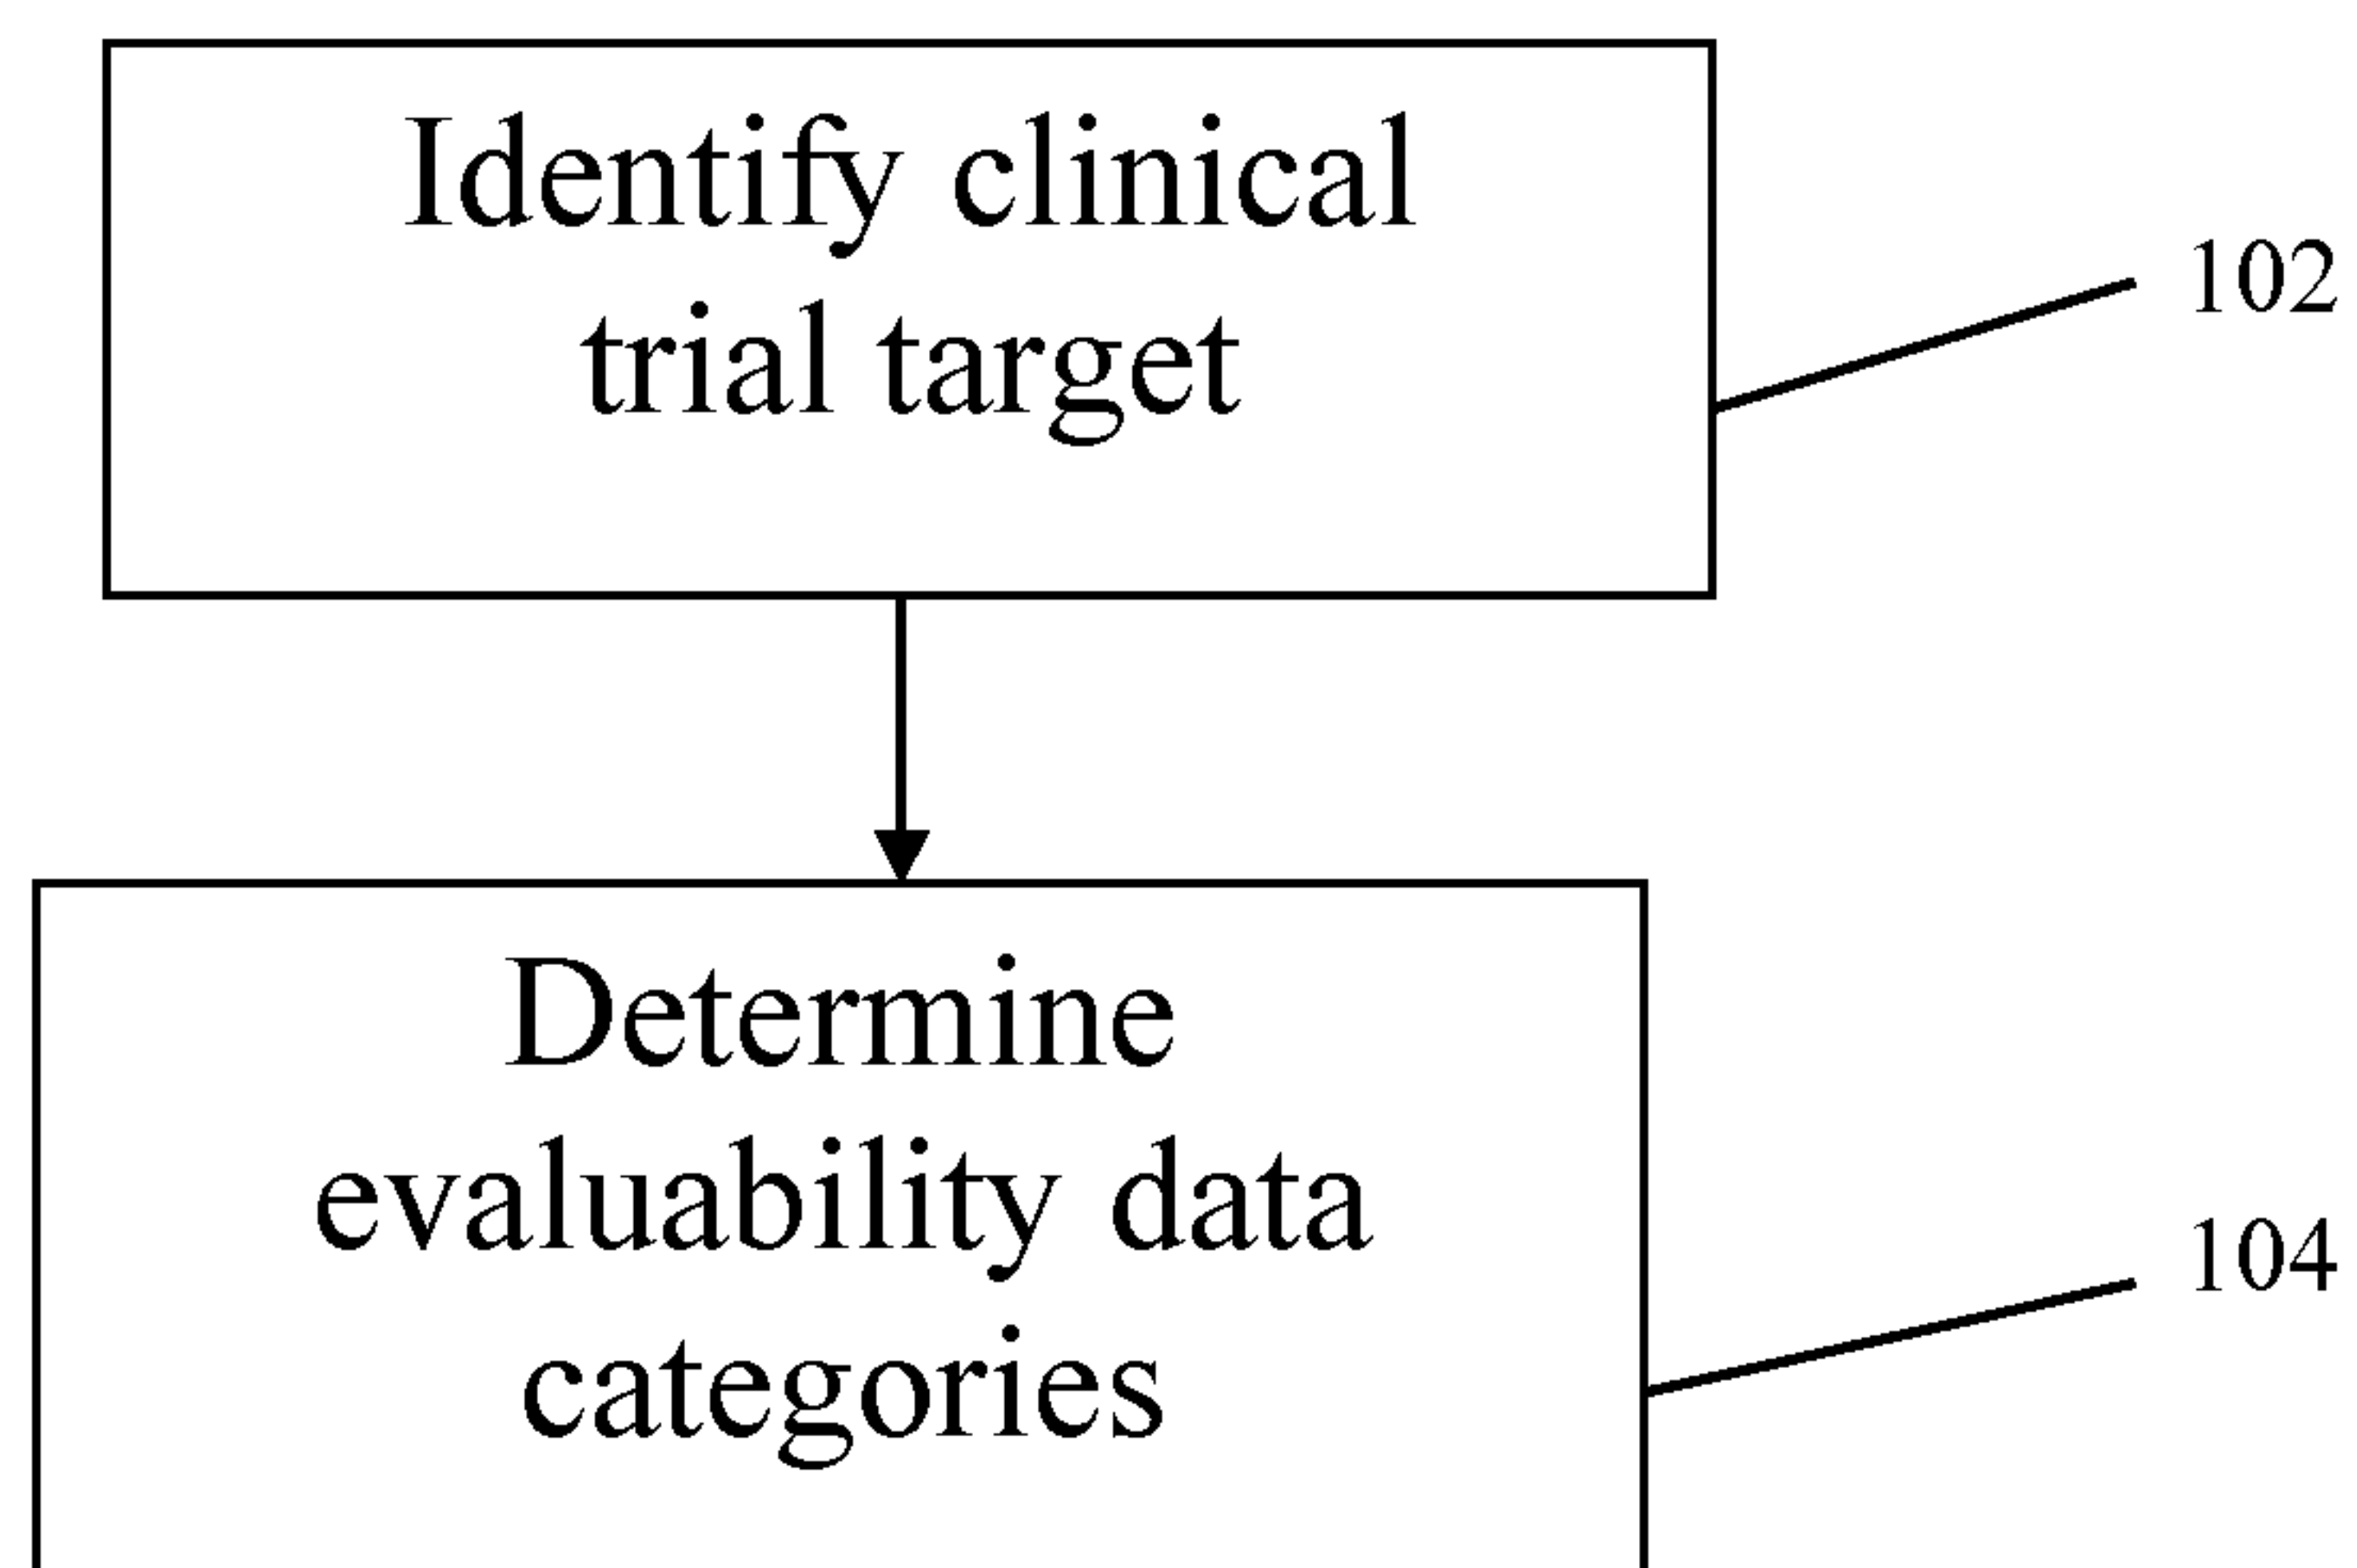 Identify clinical
trial target
102
Determine
evaluability data
categories
104